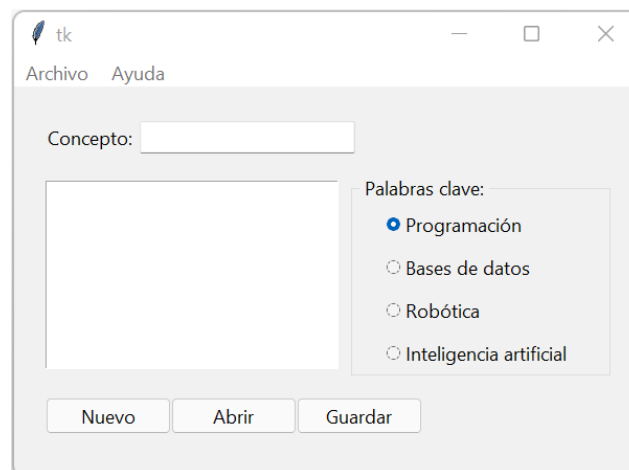 tk
Archivo Ayuda
Concepto:
Palabras clave:
Programación
Bases de datos
Robótica
Inteligencia artificial
Nuevo Abrir Guardar